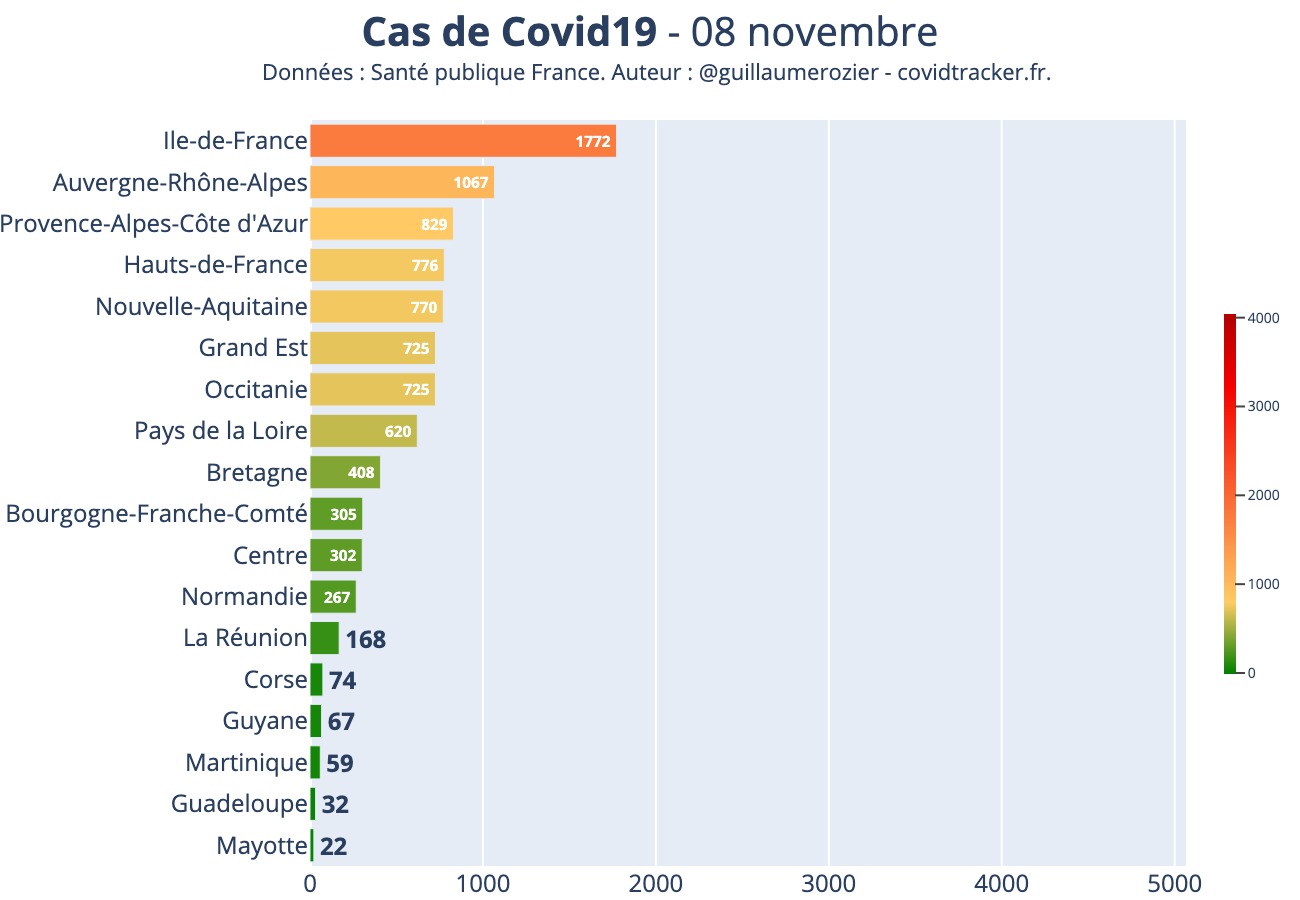 Cas de Covid19 - 08 novembre
Données : Santé publique France. Auteur : @guillaumerozier - covidtracker.fr.
Ile-de-France 1772
Auvergne-Rhône-Alpes 1067
Provence-Alpes-Côte d'Azur 829
Hauts-de-France 776
Nouvelle-Aquitaine 770
Grand Est 725
Occitanie 725
Pays de la Loire 620
Bretagne 408
Bourgogne-Franche-Comté 305
Centre 302
Normandie 267
La Réunion 168
Corse 74
Guyane 67
Martinique 59
Guadeloupe 32
Mayotte 22
0 1000 2000 3000 4000 5000
4000
3000
2000
1000
0